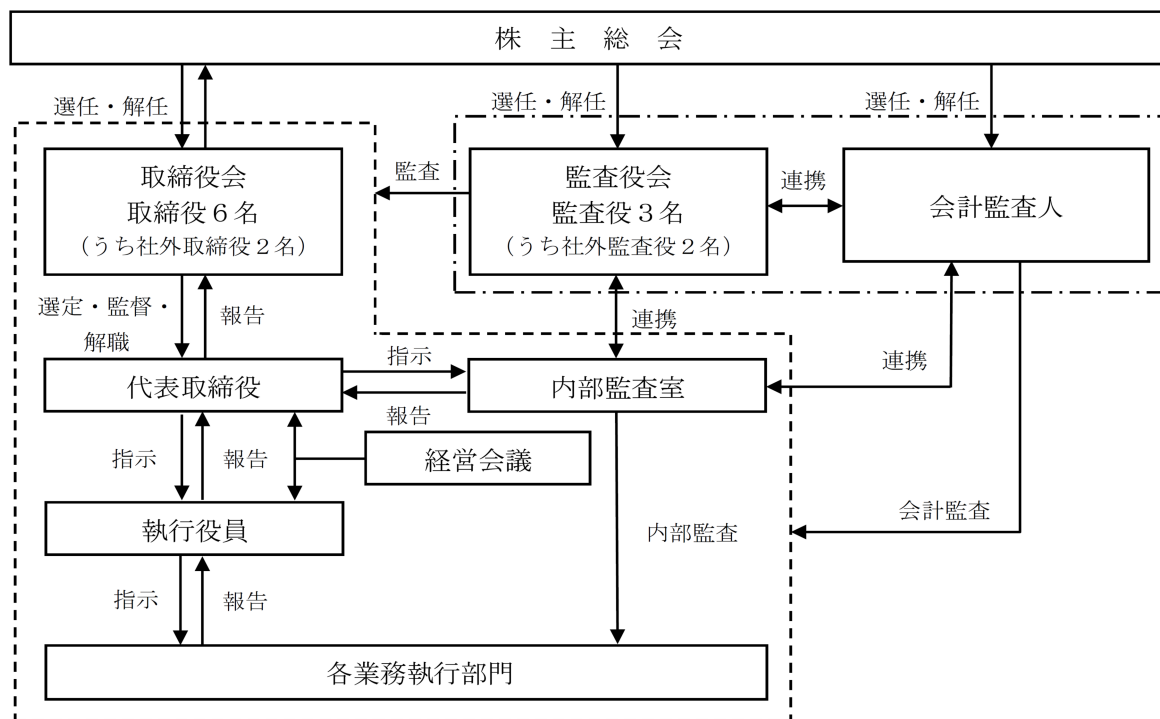 株 主 総 会
選任・解任
選任・解任
選任・解任
取締役会
取締役６名
（うち社外取締役２名）
監査
監査役会
監査役３名
（うち社外監査役２名）
連携
会計監査人
選定・監督・
解職
報告
連携
代表取締役
指示
報告
内部監査室
連携
指示
報告
経営会議
執行役員
内部監査
会計監査
指示
報告
各業務執行部門